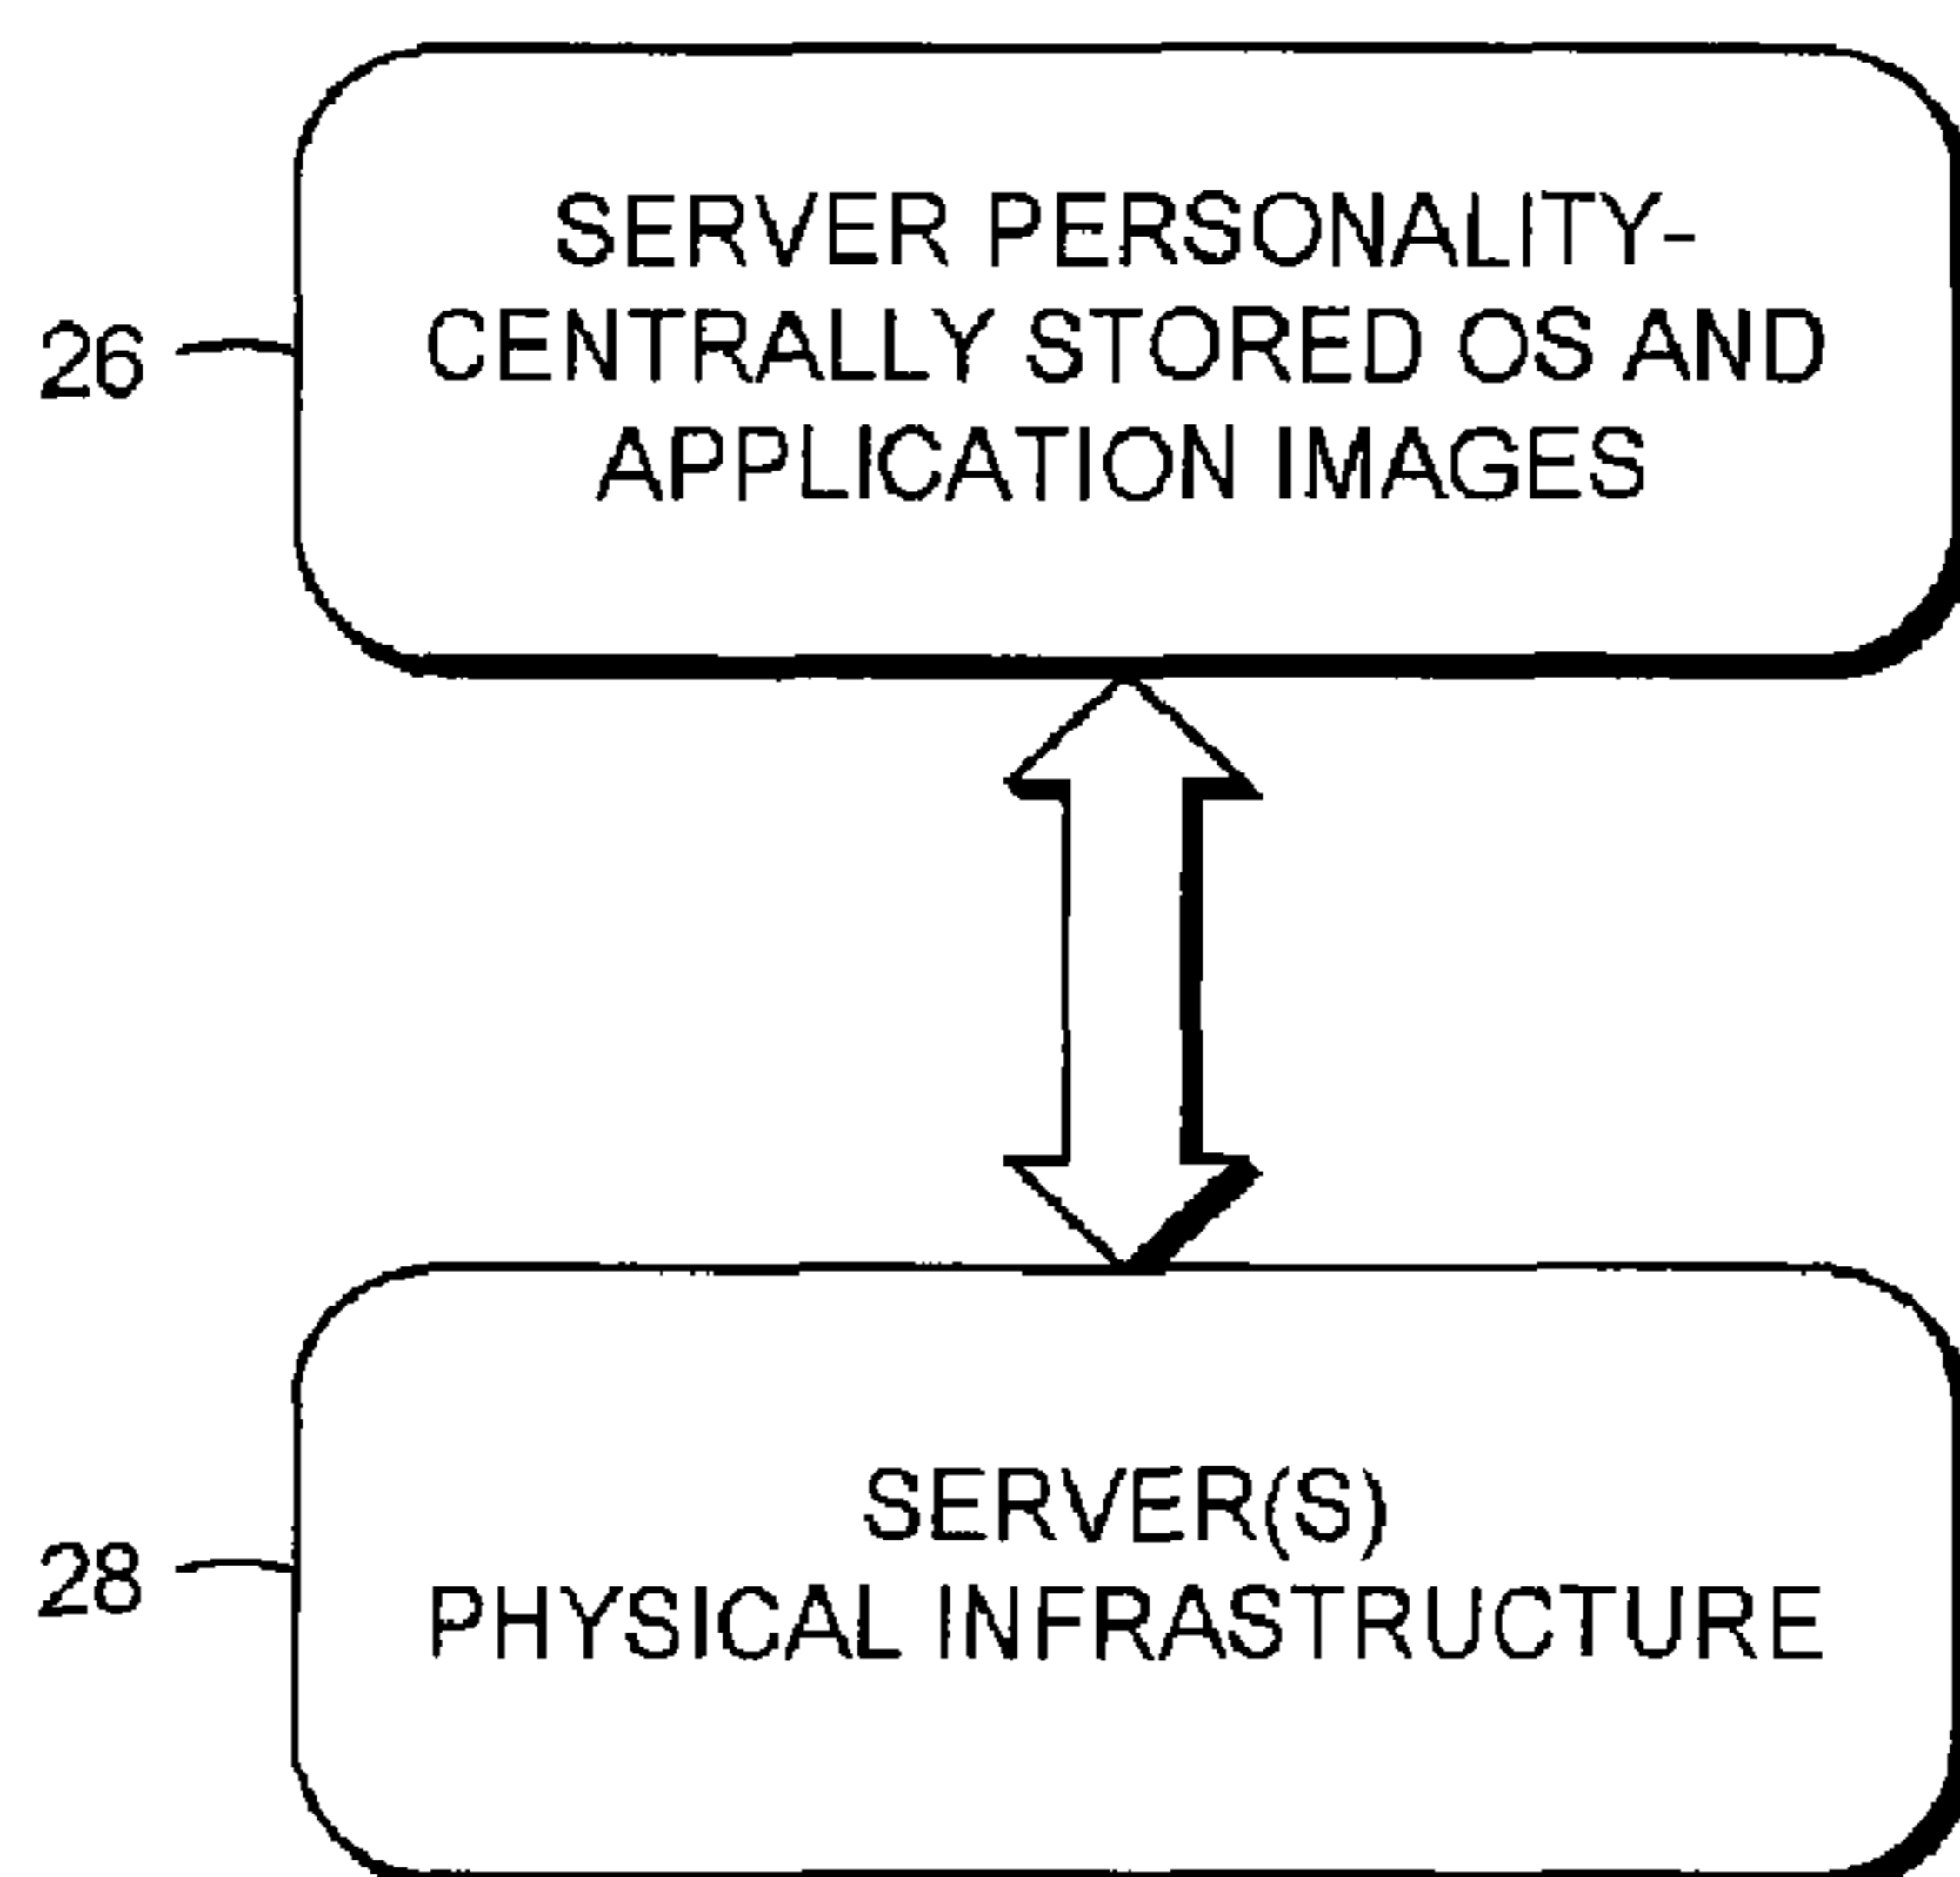 SERVER PERSONALITY-
26 CENTRALLY STORED OS AND
APPLICATION IMAGES
SERVER(S)
28 PHYSICAL INFRASTRUCTURE